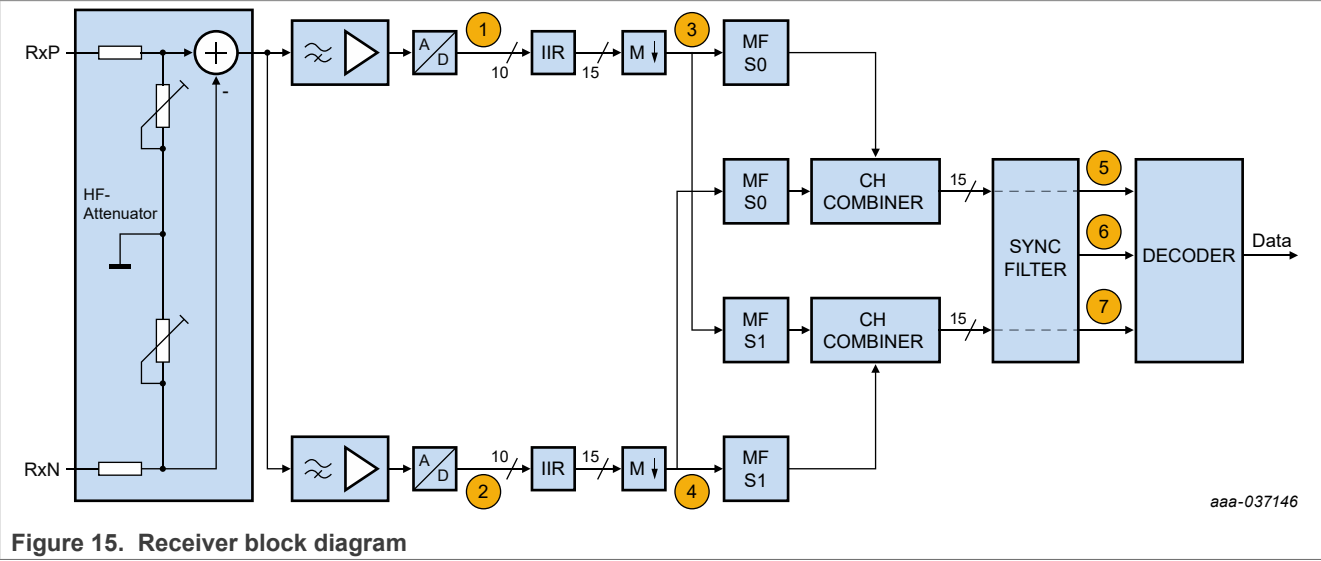 RxP
HF-
Attenuator
RxN
+
-
A
D
1
10
IIR
15
M
3
MF
S0
MF
S0
CH
COMBINER
15
MF
S1
CH
COMBINER
15
A
D
10
2
IIR
15
M
4
MF
S1
SYNC
FILTER
5
6
7
DECODER
Data
aaa-037146
Figure 15. Receiver block diagram